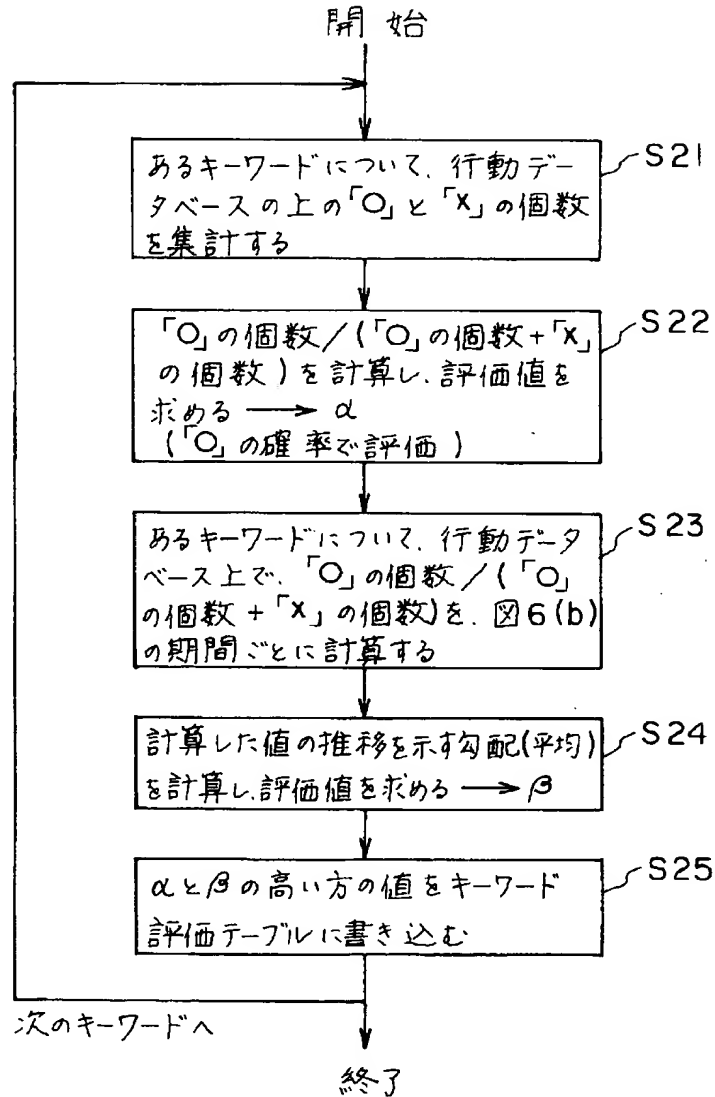 開始
あるキーワードについて、行動デー
タベースの上の「O」と「X」の個数
を集計する
S21
「O」の個数/(「O」の個数+「X」
の個数)を計算し、評価値を
求める → α
(「O」の確率で評価)
S22
あるキーワードについて、行動データ
ベース上で、「O」の個数/(「O」
の個数+「X」の個数)を、図6(b)
の期間ごとに計算する
S23
計算した値の推移を示す勾配(平均)
を計算し、評価値を求める → β
S24
αとβの高い方の値をキーワード
評価テーブルに書き込む
S25
次のキーワードへ
終了